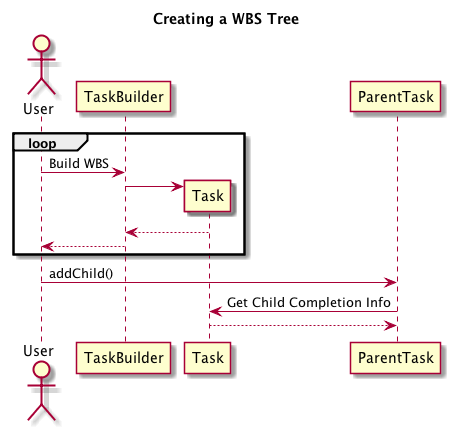 Creating a WBS Tree
User
TaskBuilder
ParentTask
loop
Build WBS
Task
addChild()
Get Child Completion Info
User
TaskBuilder
Task
ParentTask